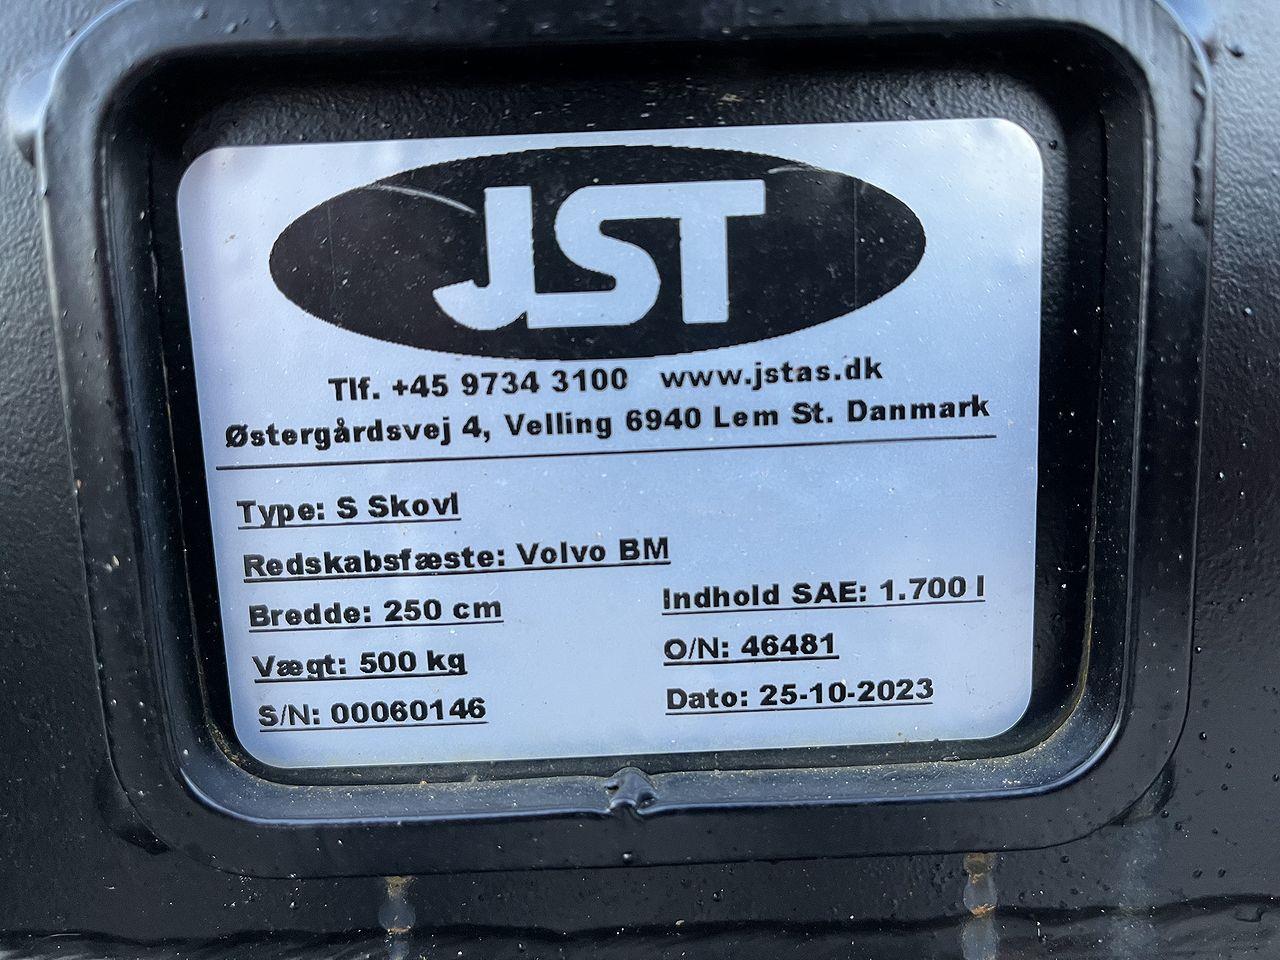 JST
Tlf. +45 9734 3100 www.jstas.dk
Østergårdsvej 4, Velling 6940 Lem St. Danmark
Type: S Skovl
Redskabsfæste: Volvo BM
Bredde: 250 cm
Indhold SAE: 1.700 l
Vægt: 500 kg
O/N: 46481
S/N: 00060146
Dato: 25-10-2023